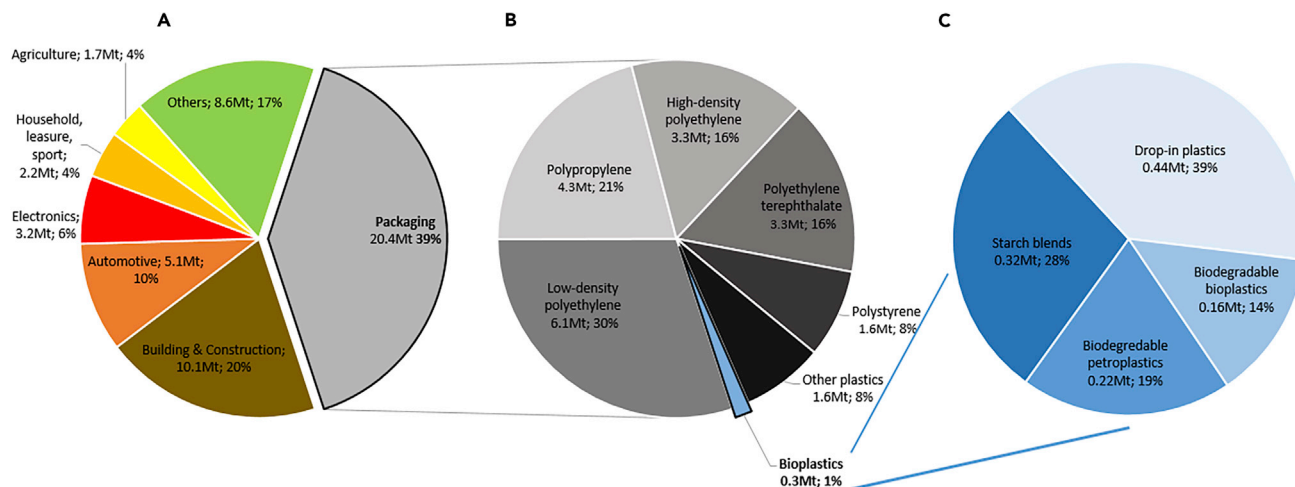 A
Agriculture; 1.7Mt; 4%
Others; 8.6Mt; 17%
Household,
leasure,
sport;
2.2Mt; 4%
Electronics;
3.2Mt; 6%
Automotive; 5.1Mt;
10%
Building & Construction;
10.1Mt; 20%
Packaging
20.4Mt 39%
B
High-density
polyethylene
3.3Mt; 16%
Polypropylene
4.3Mt; 21%
Polyethylene
terephthalate
3.3Mt; 16%
Low-density
polyethylene
6.1Mt; 30%
Polystyrene
1.6Mt; 8%
Other plastics
1.6Mt; 8%
Bioplastics
0.3Mt; 1%
C
Drop-in plastics
0.44Mt; 39%
Starch blends
0.32Mt; 28%
Biodegradable
bioplastics
0.16Mt; 14%
Biodegredable
petroplastics
0.22Mt; 19%